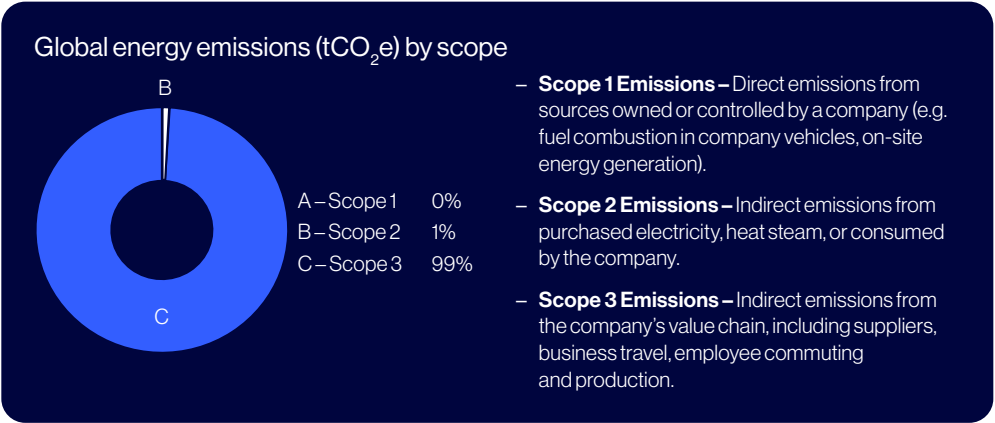 Global energy emissions (tCO2e) by scope
B
C
A – Scope 1 0%
B – Scope 2 1%
C – Scope 3 99%
– Scope 1 Emissions – Direct emissions from
sources owned or controlled by a company (e.g.
fuel combustion in company vehicles, on-site
energy generation).
– Scope 2 Emissions – Indirect emissions from
purchased electricity, heat steam, or consumed
by the company.
– Scope 3 Emissions – Indirect emissions from
the company’s value chain, including suppliers,
business travel, employee commuting
and production.